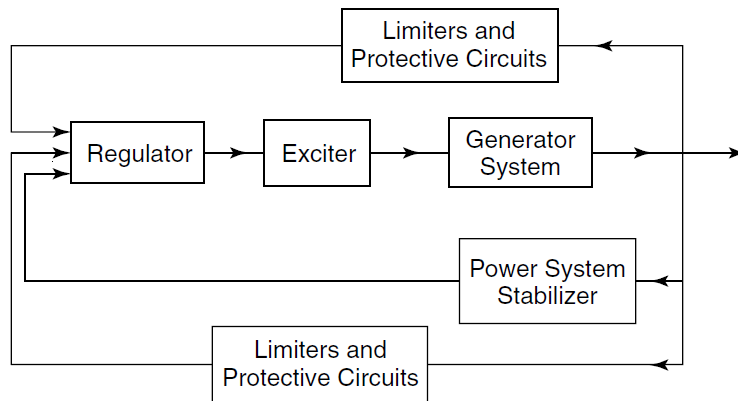 Limiters and
Protective Circuits
Regulator
Exciter
Generator
System
Power System
Stabilizer
Limiters and
Protective Circuits